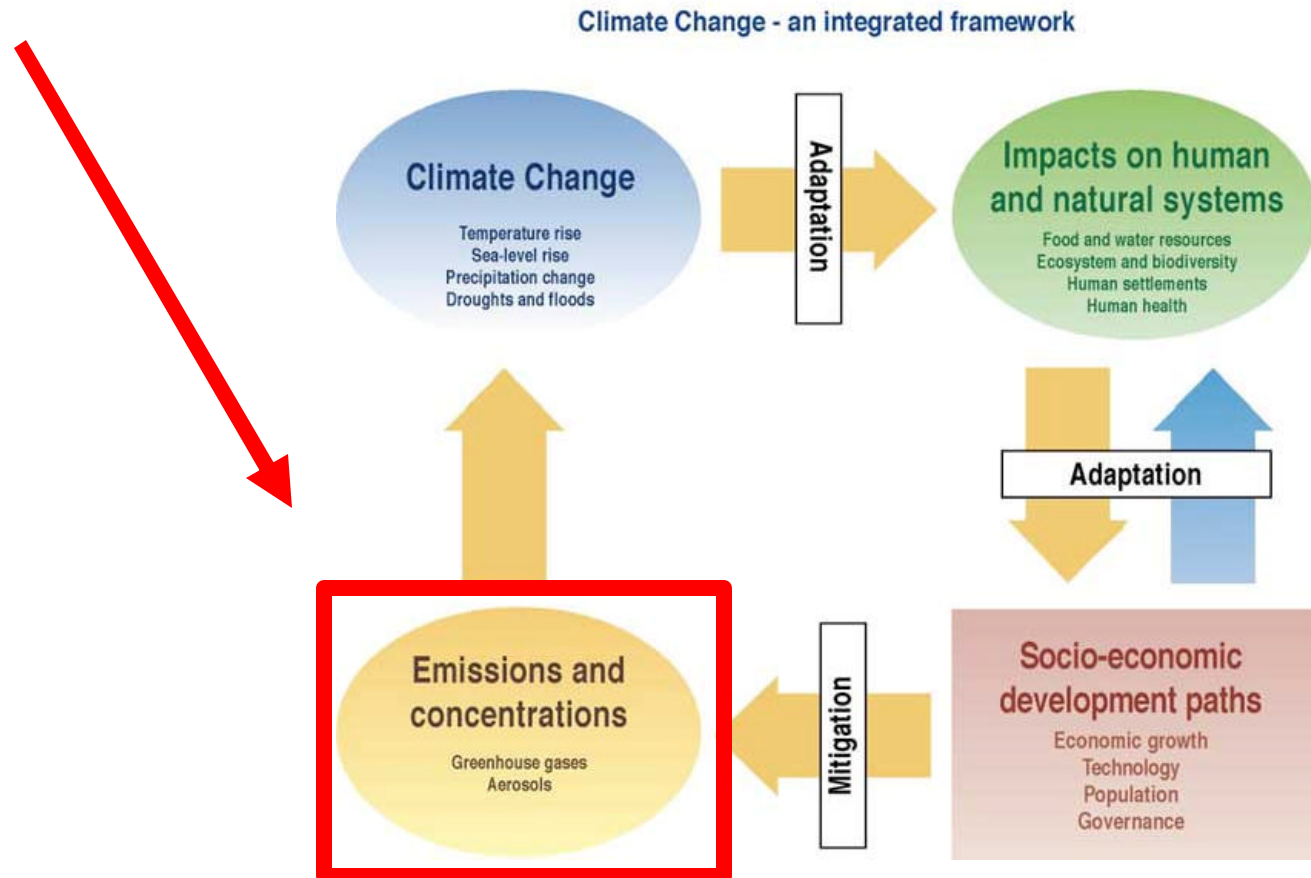 Climate Change - an integrated framework
Climate Change
Temperature rise
Sea-level rise
Precipitation change
Droughts and floods
Adaptation
Impacts on human
and natural systems
Food and water resources
Ecosystem and biodiversity
Human settlements
Human health
Adaptation
Emissions and
concentrations
Greenhouse gases
Aerosols
Mitigation
Socio-economic
development paths
Economic growth
Technology
Population
Governance